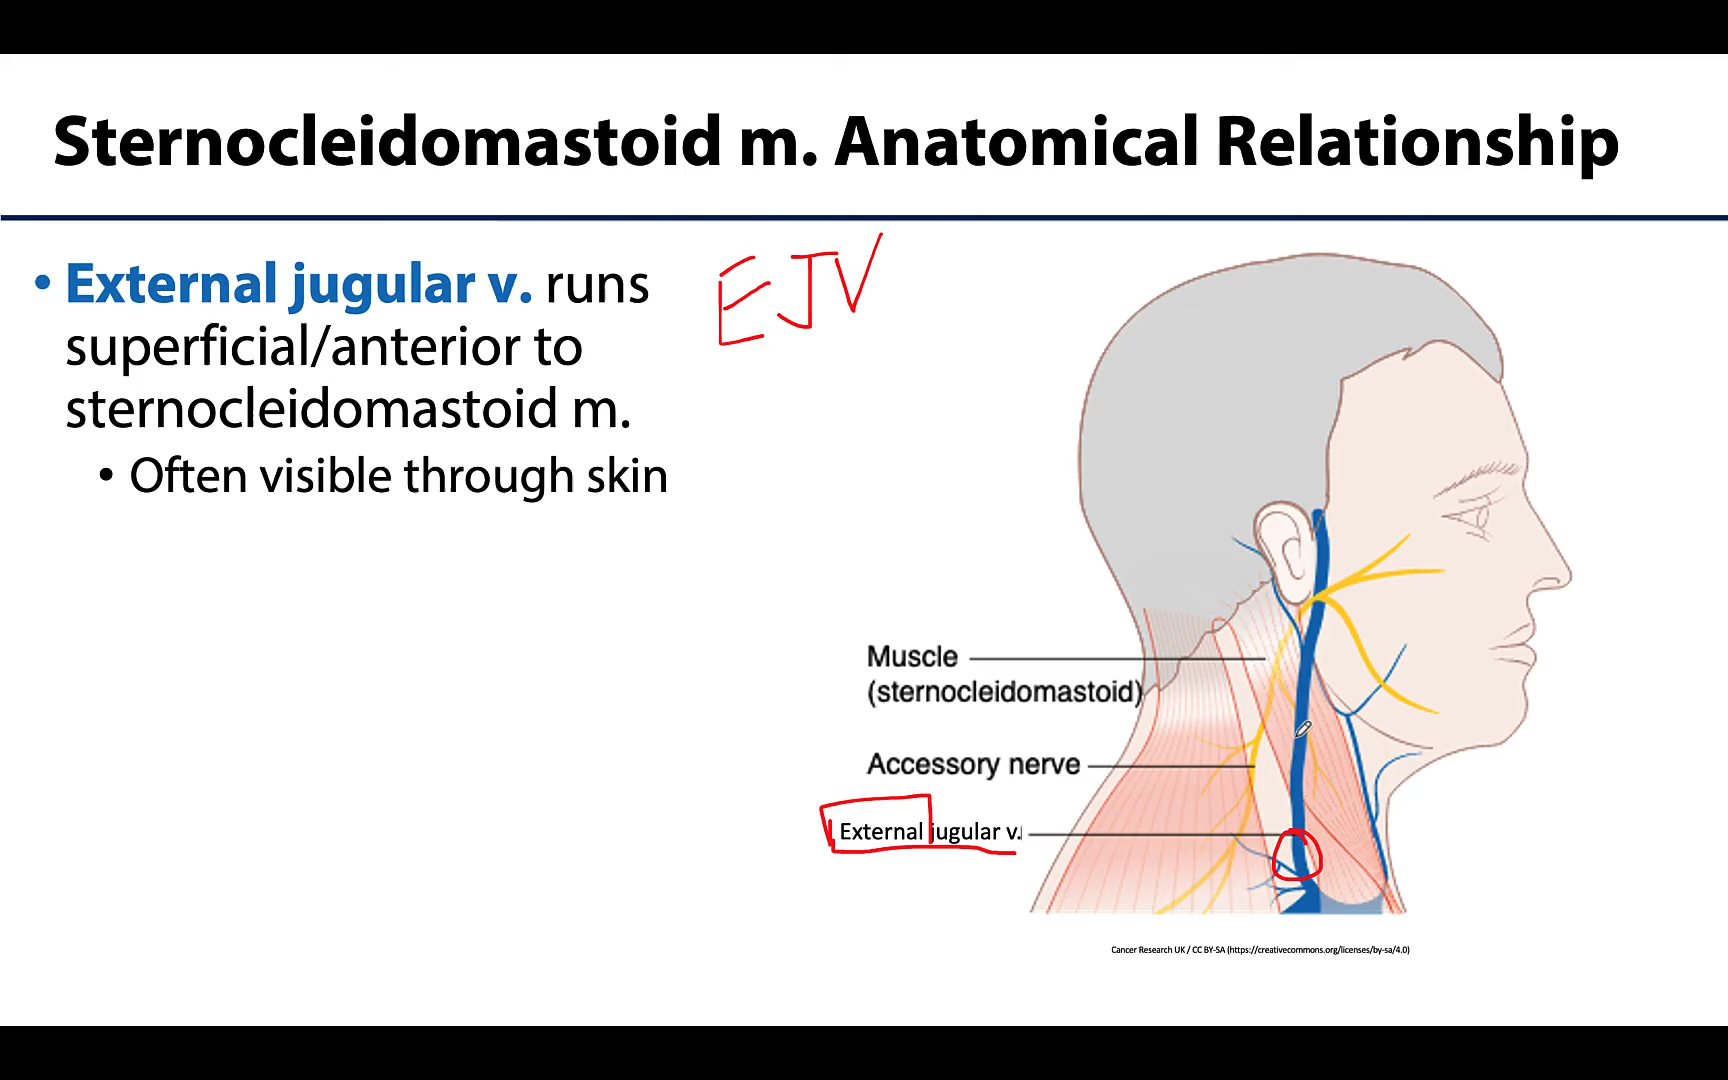 Sternocleidomastoid m. Anatomical Relationship
• External jugular v. runs
superficial/anterior to
sternocleidomastoid m.
• Often visible through skin
EJV
Muscle
(sternocleidomastoid)
Accessory nerve
External jugular v.
Cancer Research UK / CC BY-SA (https://creativecommons.org/licenses/by-sa/4.0)